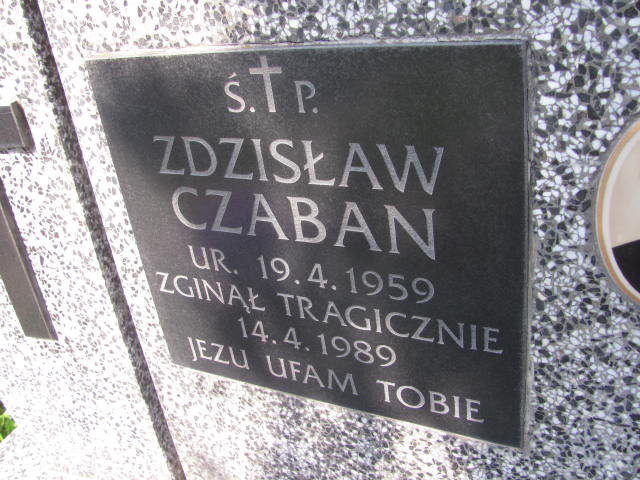 Ś. P.
ZDZISŁAW
CZABAN
UR. 19.4.1959
ZGINĄŁ TRAGICZNIE
14.4.1989
JEZU UFAM TOBIE